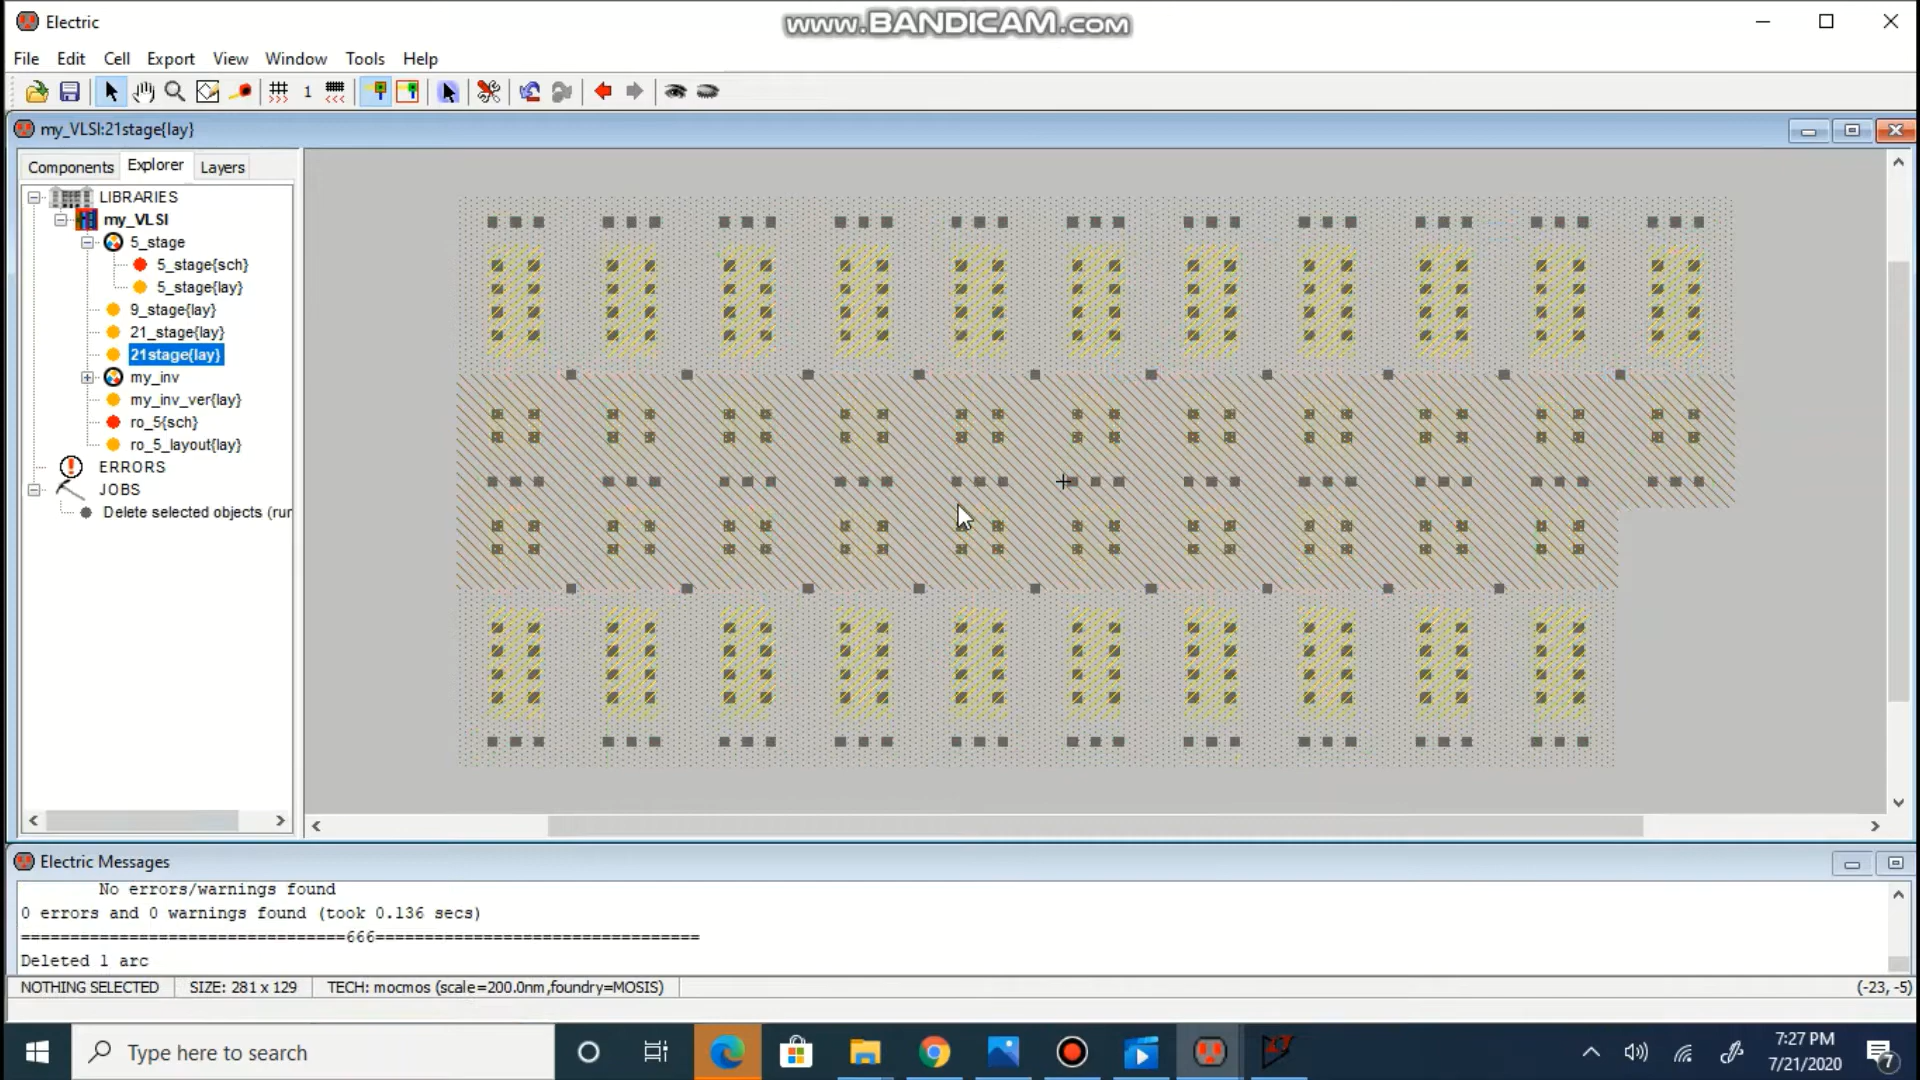 Electric
www.BANDICAM.com
File Edit Cell Export View Window Tools Help
1
my_VLSI:21stage{lay}
Components Explorer Layers
LIBRARIES
my_VLSI
5_stage
5_stage{sch}
5_stage{lay}
9_stage{lay}
21_stage{lay}
21stage{lay}
my_inv
my_inv_ver{lay}
ro_5{sch}
ro_5_layout{lay}
ERRORS
JOBS
Delete selected objects (rur
Electric Messages
No errors/warnings found
0 errors and 0 warnings found (took 0.136 secs)
=================================666=================================
Deleted 1 arc
NOTHING SELECTED SIZE: 281 x 129 TECH: mocmos (scale=200.0nm,foundry=MOSIS) (-23, -5)
Type here to search
7:27 PM
7/21/2020
7